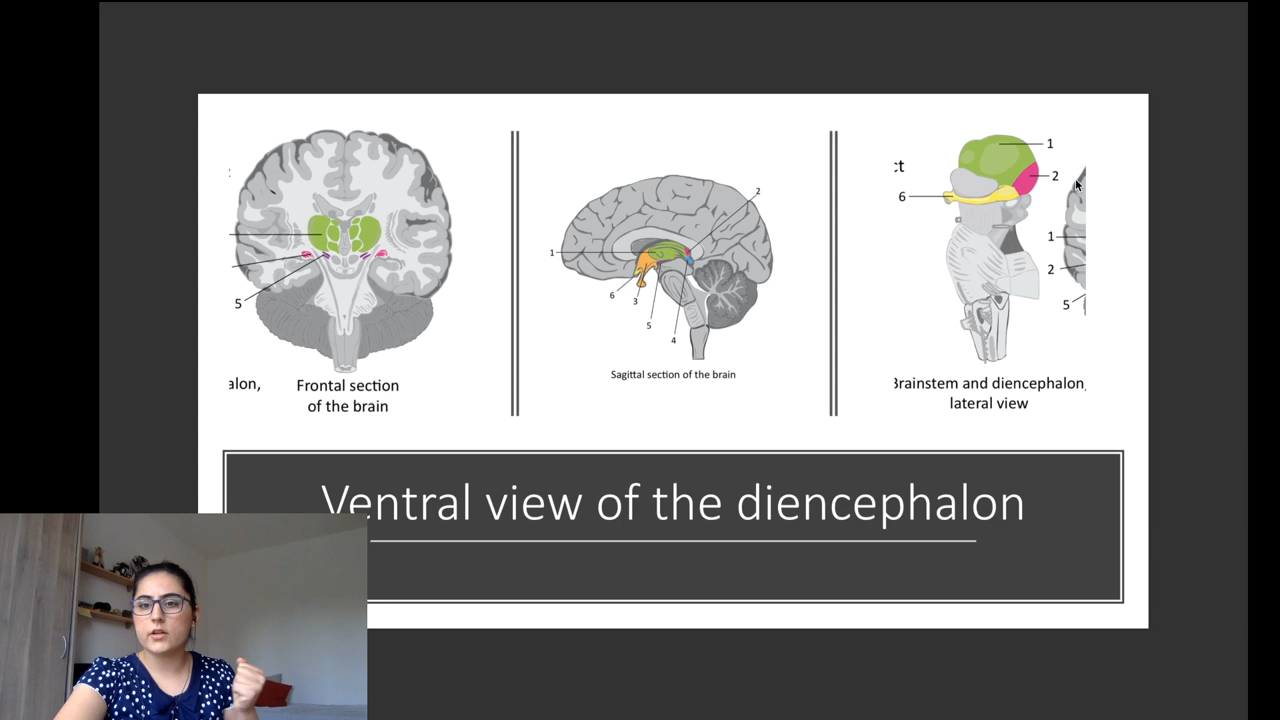 5
alon,
Frontal section
of the brain
2
1
6
3
5
4
Sagittal section of the brain
ct
1
2
6
1
2
5
Brainstem and diencephalon,
lateral view
Ventral view of the diencephalon